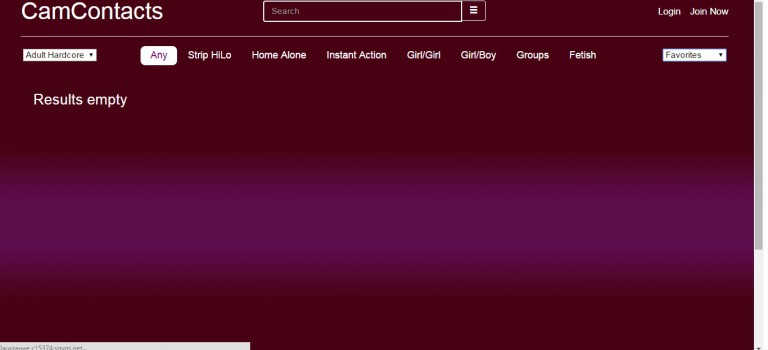 CamContacts
Search
Login Join Now
Adult Hardcore Any Strip HiLo Home Alone Instant Action Girl/Girl Girl/Boy Groups Fetish Favorites
Results empty